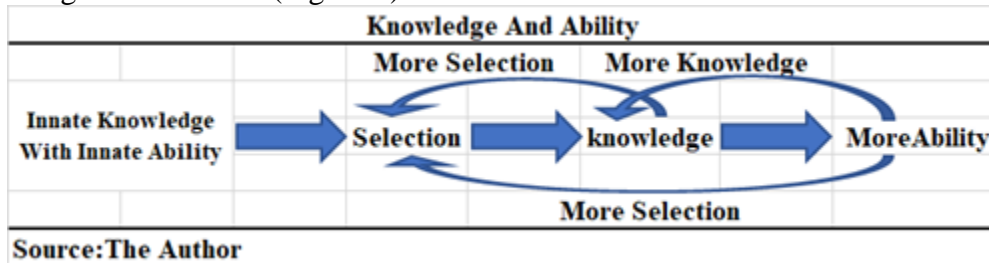 Knowledge And Ability
More Selection More Knowledge
Innate Knowledge
With Innate Ability
Selection knowledge MoreAbility
More Selection
Source:The Author